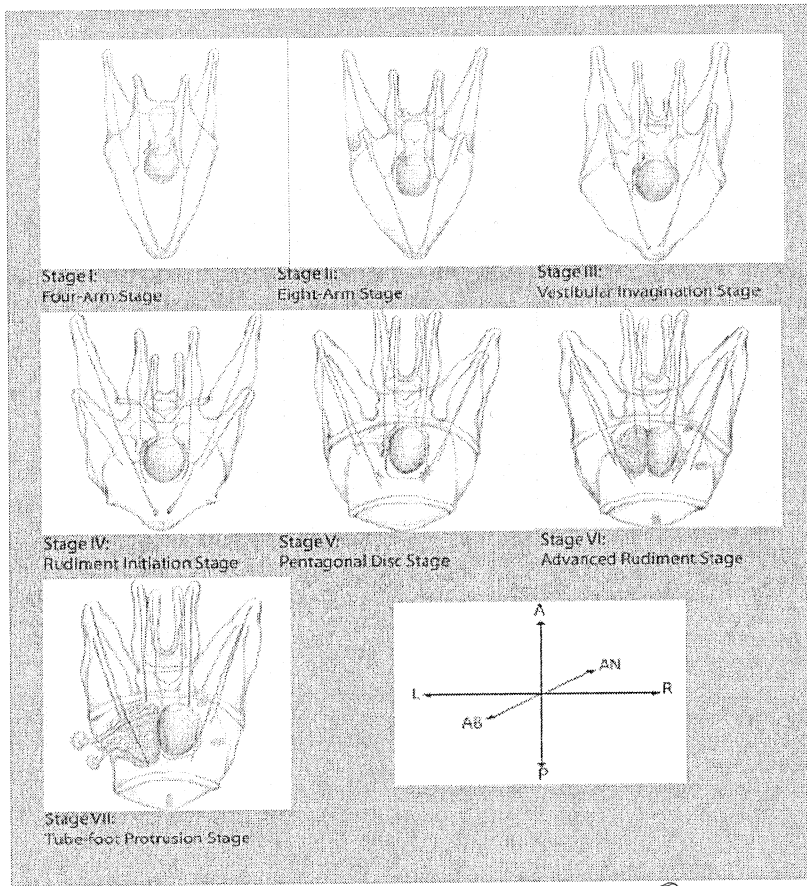 Stage I:
Four-Arm Stage
Stage II:
Eight-Arm Stage
Stage III:
Vestibular Invagination Stage
Stage IV:
Rudiment Initiation Stage
Stage V:
Pentagonal Disc Stage
Stage VI:
Advanced Rudiment Stage
Stage VII:
Tube-foot Protrusion Stage
A
AN
L
R
AB
P